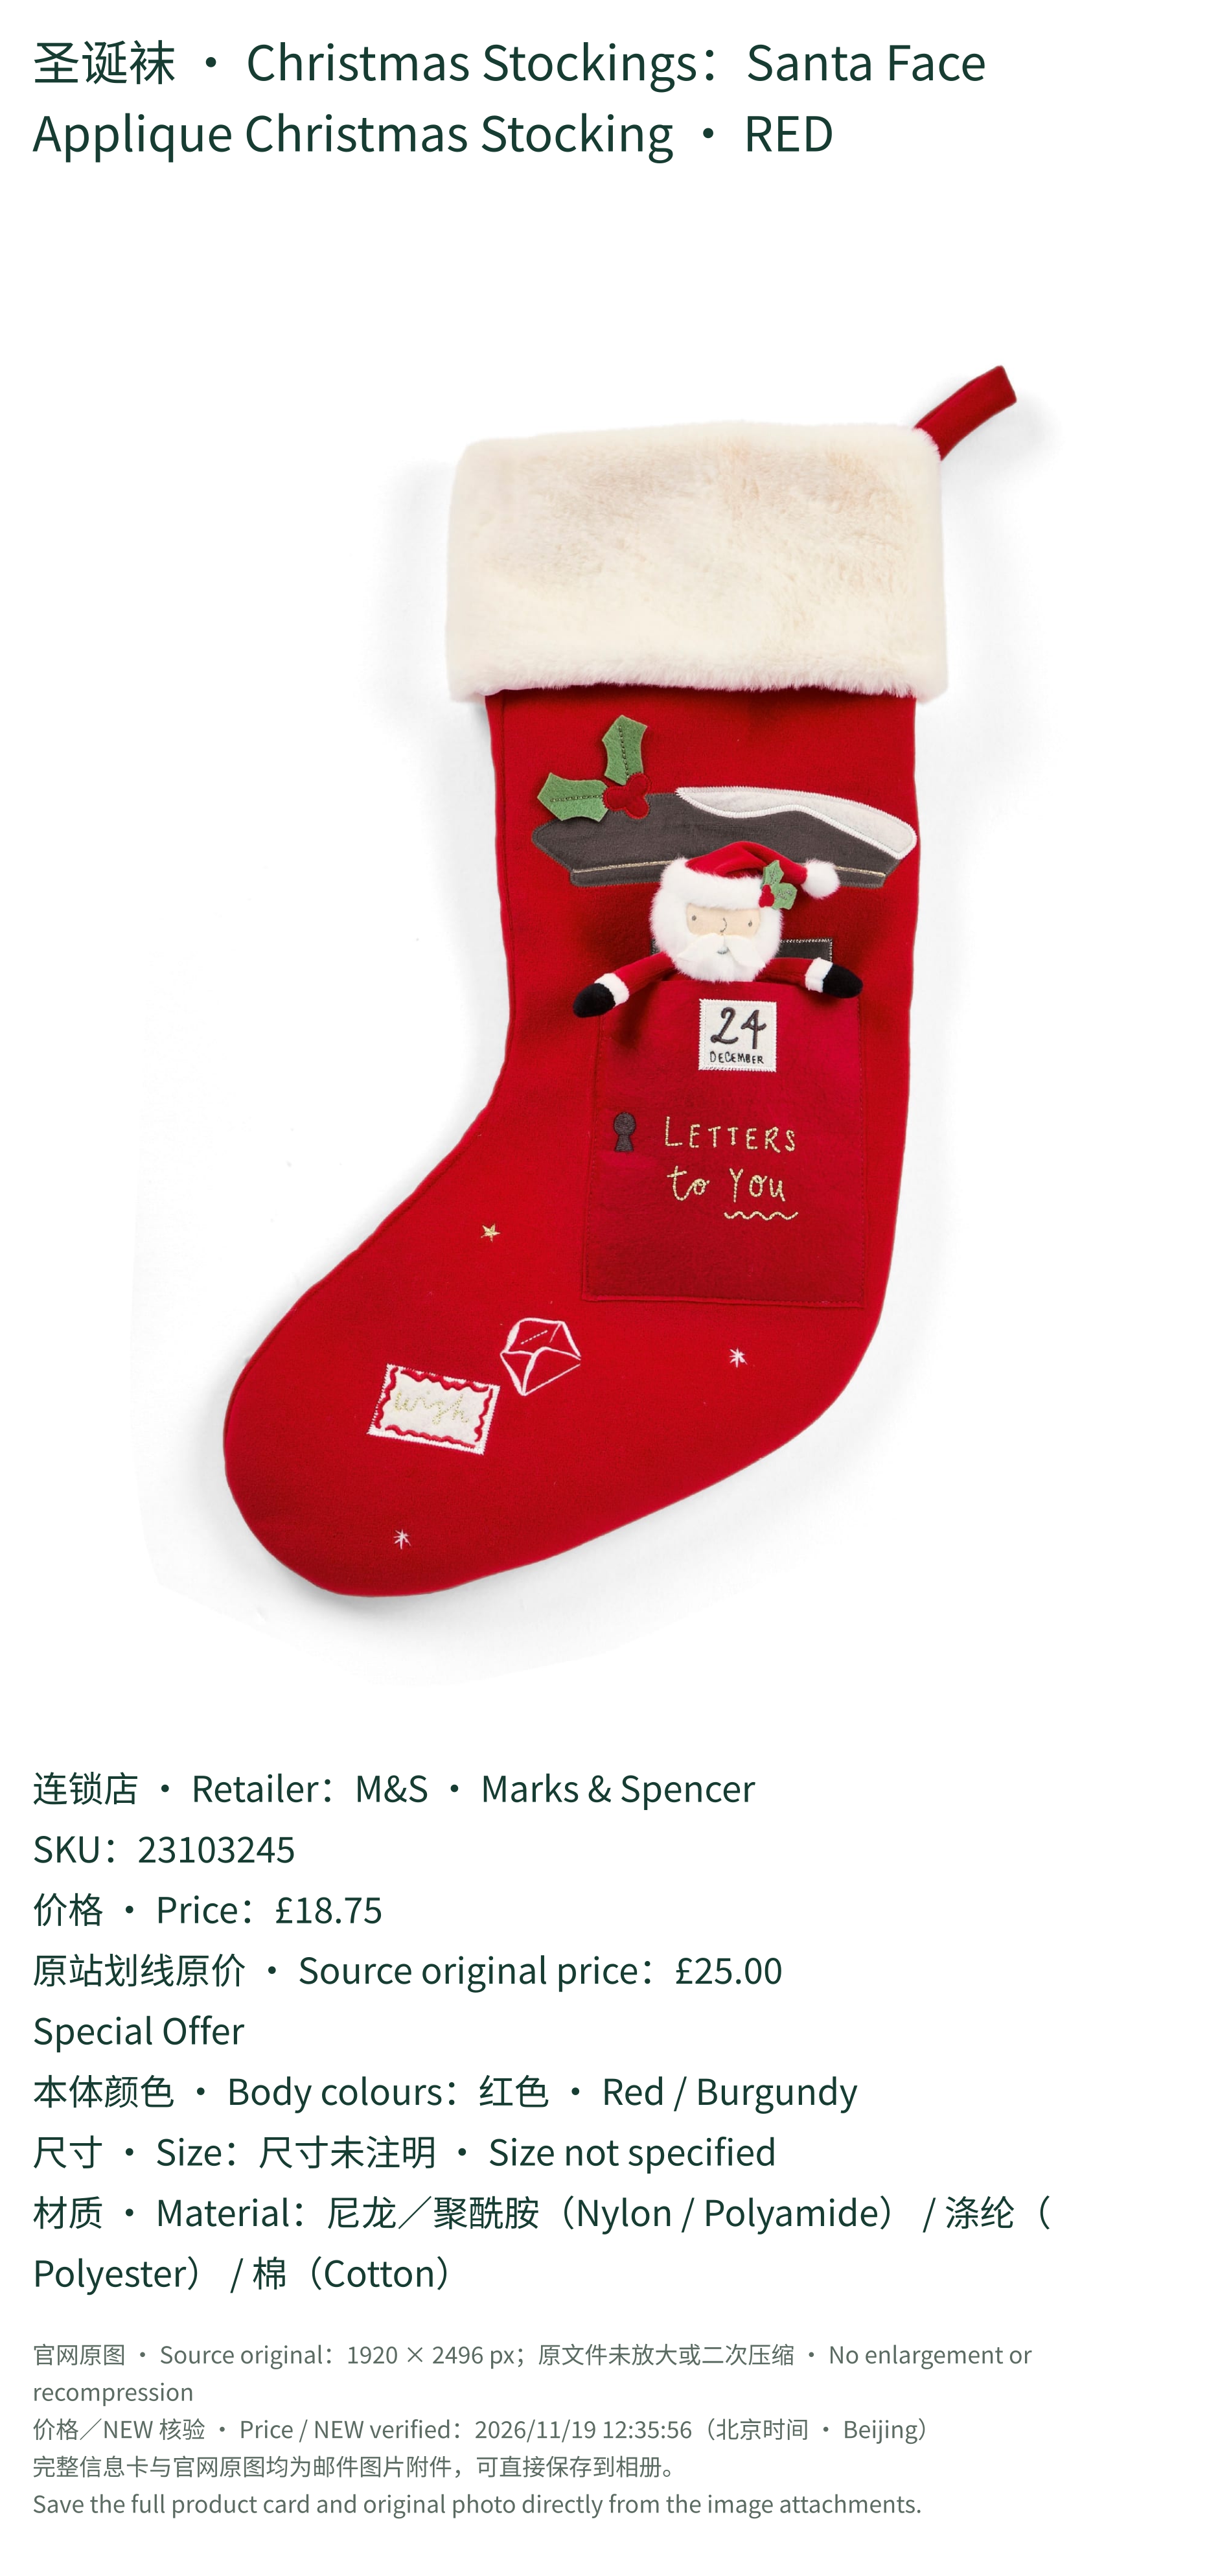 圣诞袜 • Christmas Stockings：Santa Face
Applique Christmas Stocking • RED
24
DECEMBER
LETTERS
to You
wish
连锁店 • Retailer：M&S • Marks & Spencer
SKU：23103245
价格 • Price：£18.75
原站划线原价 • Source original price：£25.00
Special Offer
本体颜色 • Body colours：红色 • Red / Burgundy
尺寸 • Size：尺寸未注明 • Size not specified
材质 • Material：尼龙／聚酰胺（Nylon / Polyamide） / 涤纶（
Polyester） / 棉（Cotton）
官网原图 • Source original：1920 × 2496 px；原文件未放大或二次压缩 • No enlargement or
recompression
价格／NEW 核验 • Price / NEW verified：2026/11/19 12:35:56（北京时间 • Beijing）
完整信息卡与官网原图均为邮件图片附件，可直接保存到相册。
Save the full product card and original photo directly from the image attachments.